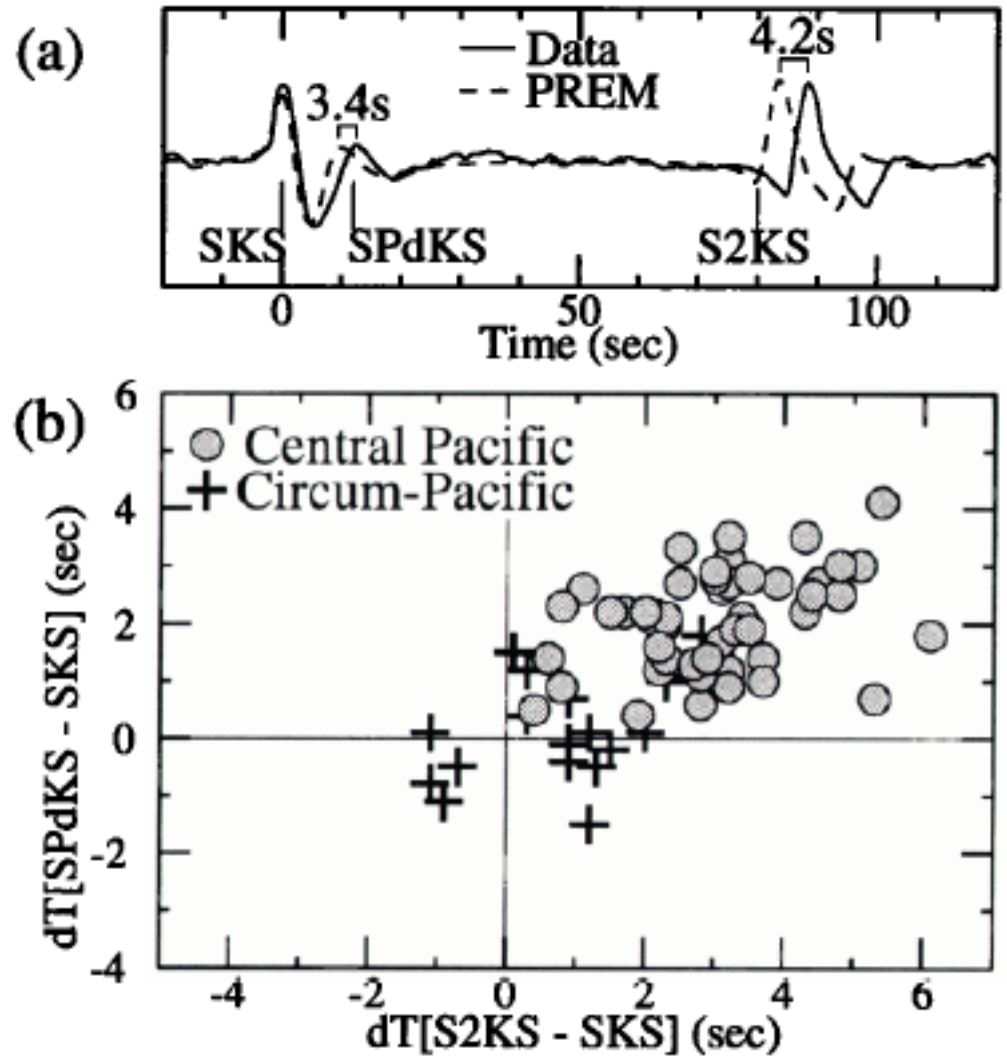 (a)
Data
PREM
3.4s
4.2s
SKS
SPdKS
S2KS
0
50
100
Time (sec)
(b)
Central Pacific
Circum-Pacific
6
4
2
0
-2
-4
dT[SPdKS - SKS] (sec)
-4
-2
0
2
4
6
dT[S2KS - SKS] (sec)